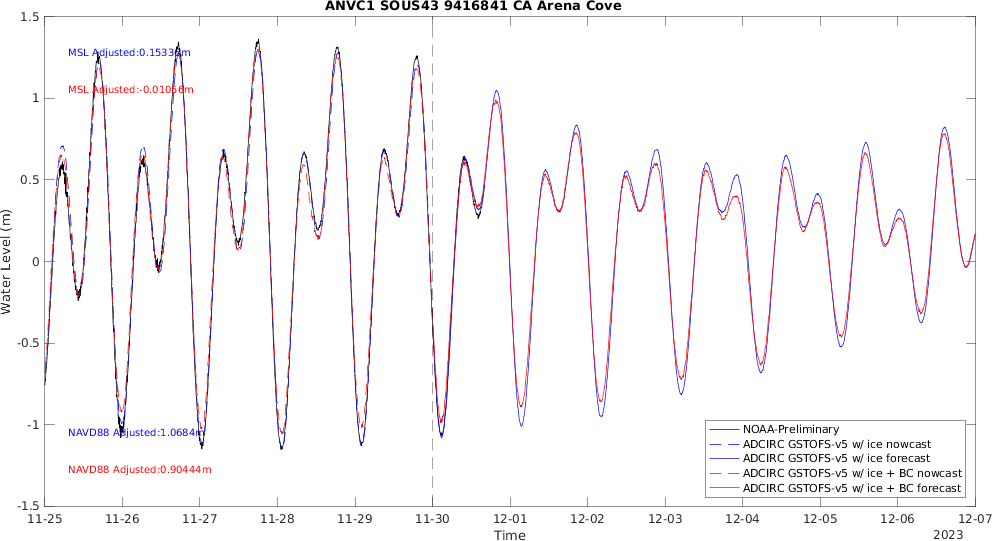 ANVC1 SOUS43 9416841 CA Arena Cove
1.5
1
0.5
0
-0.5
-1
-1.5
Water Level (m)
MSL Adjusted:0.1533 m
MSL Adjusted:-0.01056m
NAVD88 Adjusted:1.0684m
NAVD88 Adjusted:0.90444m
NOAA-Preliminary
ADCIRC GSTOFS-v5 w/ ice nowcast
ADCIRC GSTOFS-v5 w/ ice forecast
ADCIRC GSTOFS-v5 w/ ice + BC nowcast
ADCIRC GSTOFS-v5 w/ ice + BC forecast
11-25 11-26 11-27 11-28 11-29 11-30 12-01 12-02 12-03 12-04 12-05 12-06 12-07
Time
2023